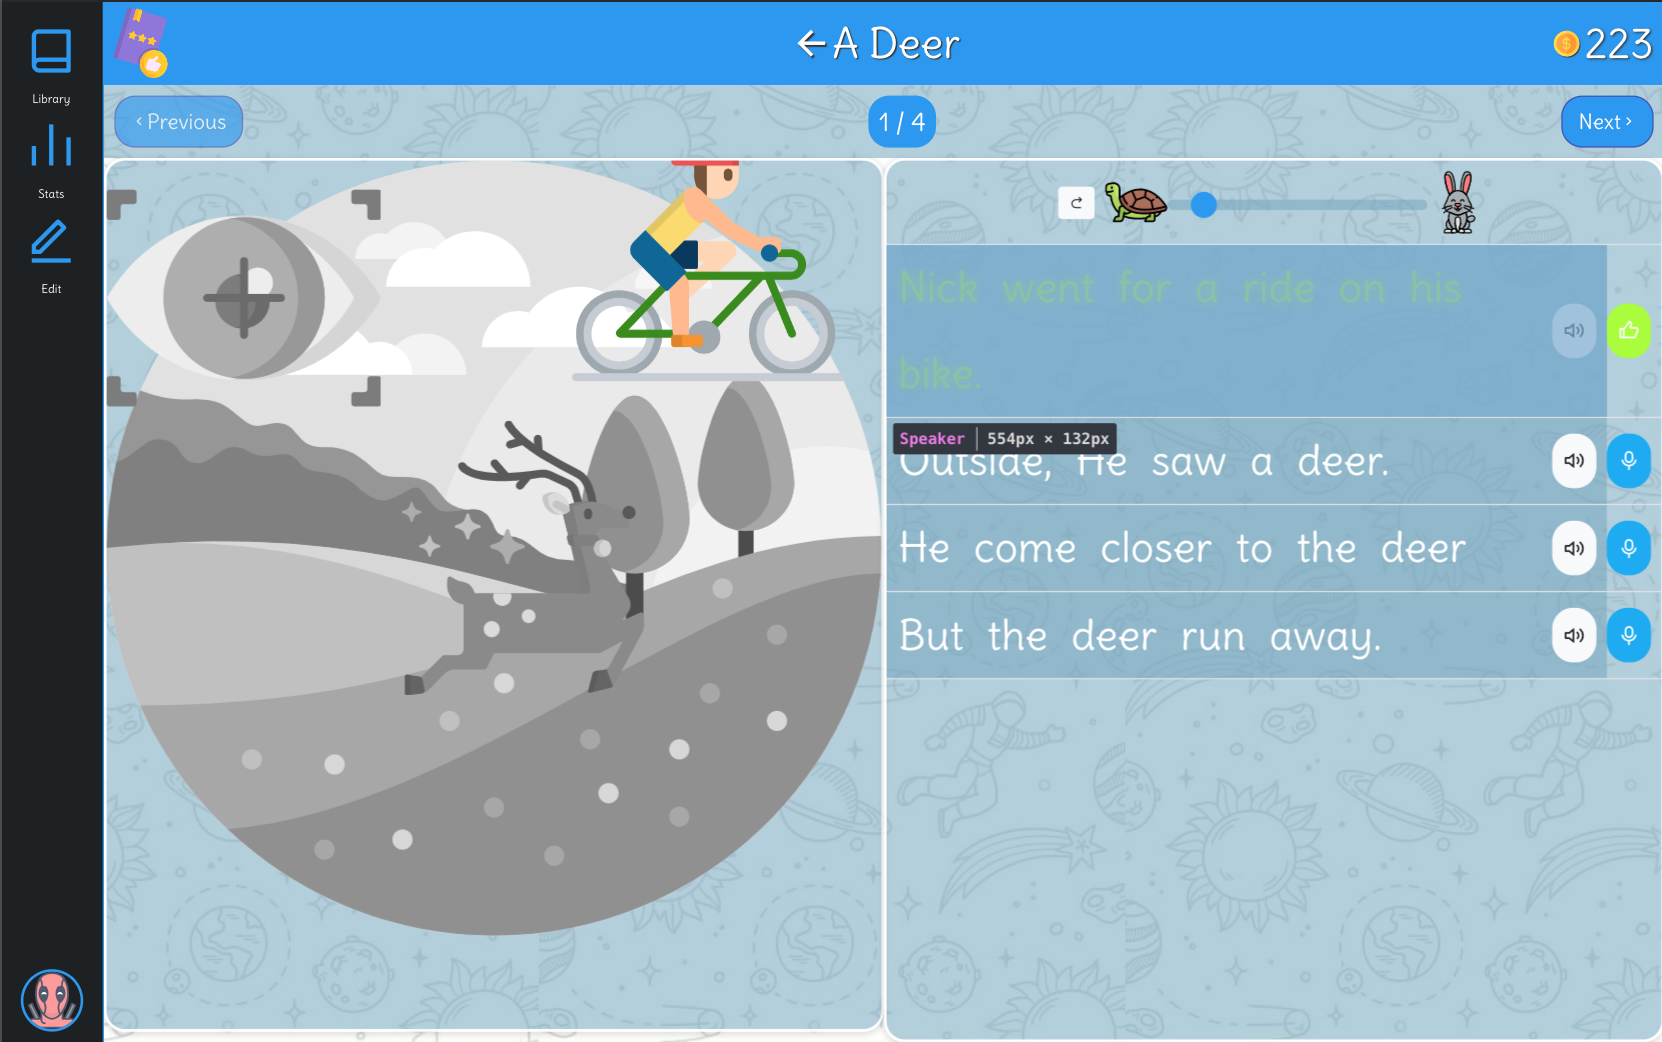 Library
Stats
Edit
←A Deer
223
‹ Previous
1 / 4
Next ›
Nick went for a ride on his
bike.
Speaker | 554px × 132px
Outside, He saw a deer.
He come closer to the deer
But the deer run away.